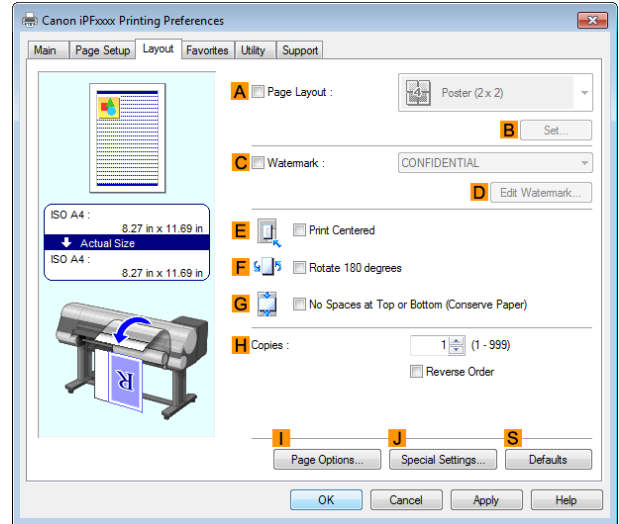 Canon iPFxxxx Printing Preferences
Main Page Setup Layout Favorites Utility Support
A Page Layout : 4 Poster (2 x 2)
B Set...
C Watermark : CONFIDENTIAL
D Edit Watermark...
ISO A4 :
8.27 in x 11.69 in
Actual Size
ISO A4 :
8.27 in x 11.69 in
E Print Centered
F Rotate 180 degrees
G No Spaces at Top or Bottom (Conserve Paper)
H Copies : 1 (1 - 999)
Reverse Order
R
I J S
Page Options... Special Settings... Defaults
OK Cancel Apply Help